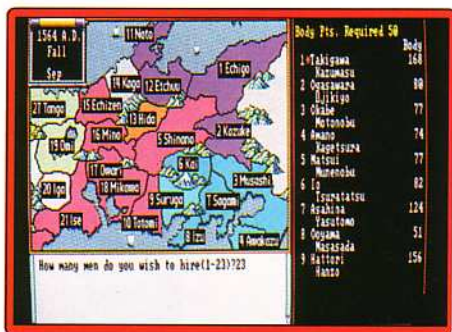 1564 A.D.
Fall
Sep
11 Noto
1 Echigo
14 Kaga
12 Etchuu
15 Echizen
13 Hida
27 Tango
2 Kozuke
16 Mino
5 Shinano
19 Omi
6 Kai
17 Owari
3 Musashi
20 Iga
18 Mikawa
9 Suruga
7 Sagami
21 Ise
10 Totomi
8 Izu
4 Awakazu
How many men do you wish to hire(1-23)?23
Body Pts. Required 50
Body
1*Takigawa 168
Kazumasu
2 Ogasawara 80
Ujikigo
3 Okabe 77
Motonobu
4 Amano 74
Kagetsura
5 Matsui 77
Munenobu
6 Io 82
Tsuratatsu
7 Asahina 124
Yasutomo
8 Ooyama 51
Masasada
9 Hattori 156
Hanzo